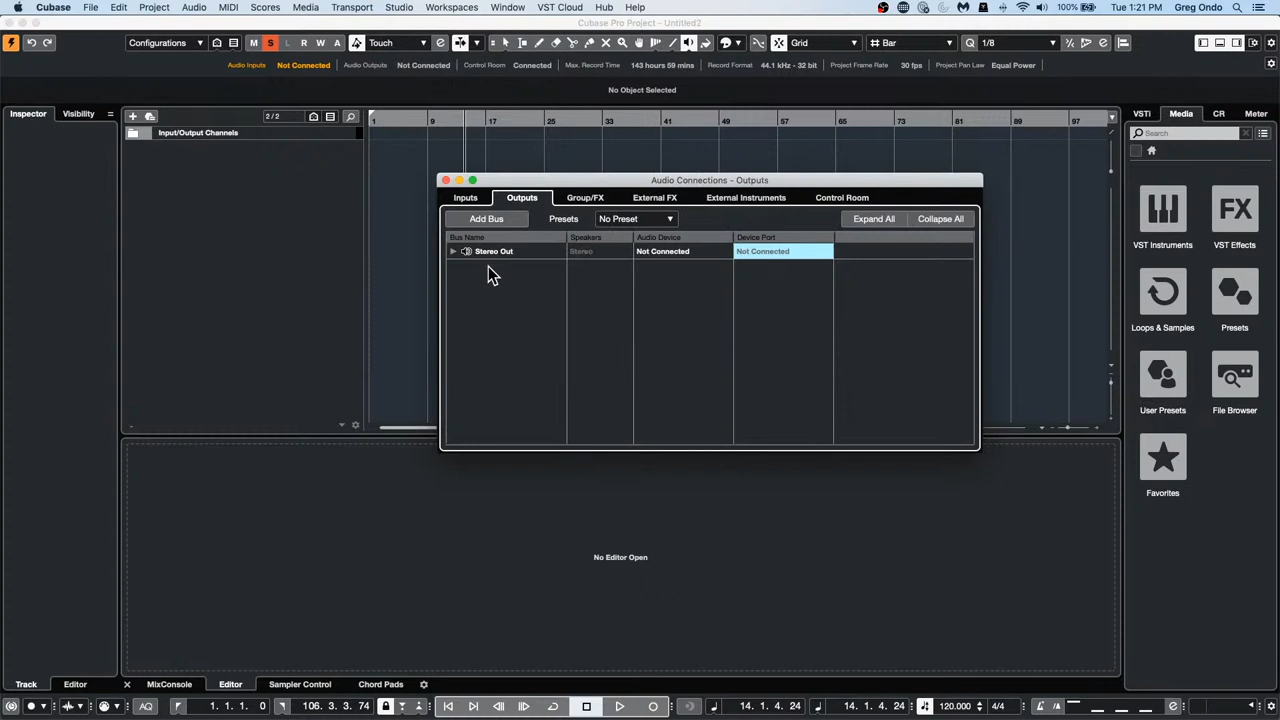 Cubase File Edit Project Audio MIDI Scores Media Transport Studio Workspaces Window VST Cloud Hub Help 100% Tue 1:21 PM Greg Ondo
Cubase Pro Project - Untitled2
Configurations M S L R W A Touch Grid Bar Q 1/8
Audio Inputs Not Connected Audio Outputs Not Connected Control Room Connected Max. Record Time 143 hours 59 mins Record Format 44.1 kHz - 32 bit Project Frame Rate 30 fps Project Pan Law Equal Power
No Object Selected
Inspector Visibility 2/2 1 9 17 25 33 41 49 57 65 73 81 89 97 VSTi Media CR Meter
Input/Output Channels Search
Audio Connections - Outputs
Inputs Outputs Group/FX External FX External Instruments Control Room
Add Bus Presets No Preset Expand All Collapse All
Bus Name Speakers Audio Device Device Port
Stereo Out Stereo Not Connected Not Connected
FX
VST Instruments VST Effects
Loops & Samples Presets
User Presets File Browser
Favorites
No Editor Open
Track Editor MixConsole Editor Sampler Control Chord Pads
AQ 1. 1. 1. 0 106. 3. 3. 74 14. 1. 4. 24 14. 1. 4. 24 120.000 4/4